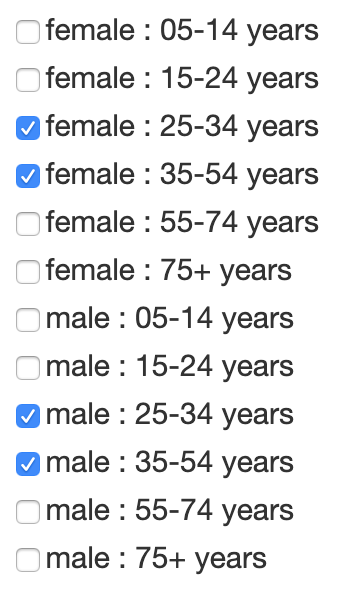 female : 05-14 years
female : 15-24 years
female : 25-34 years
female : 35-54 years
female : 55-74 years
female : 75+ years
male : 05-14 years
male : 15-24 years
male : 25-34 years
male : 35-54 years
male : 55-74 years
male : 75+ years